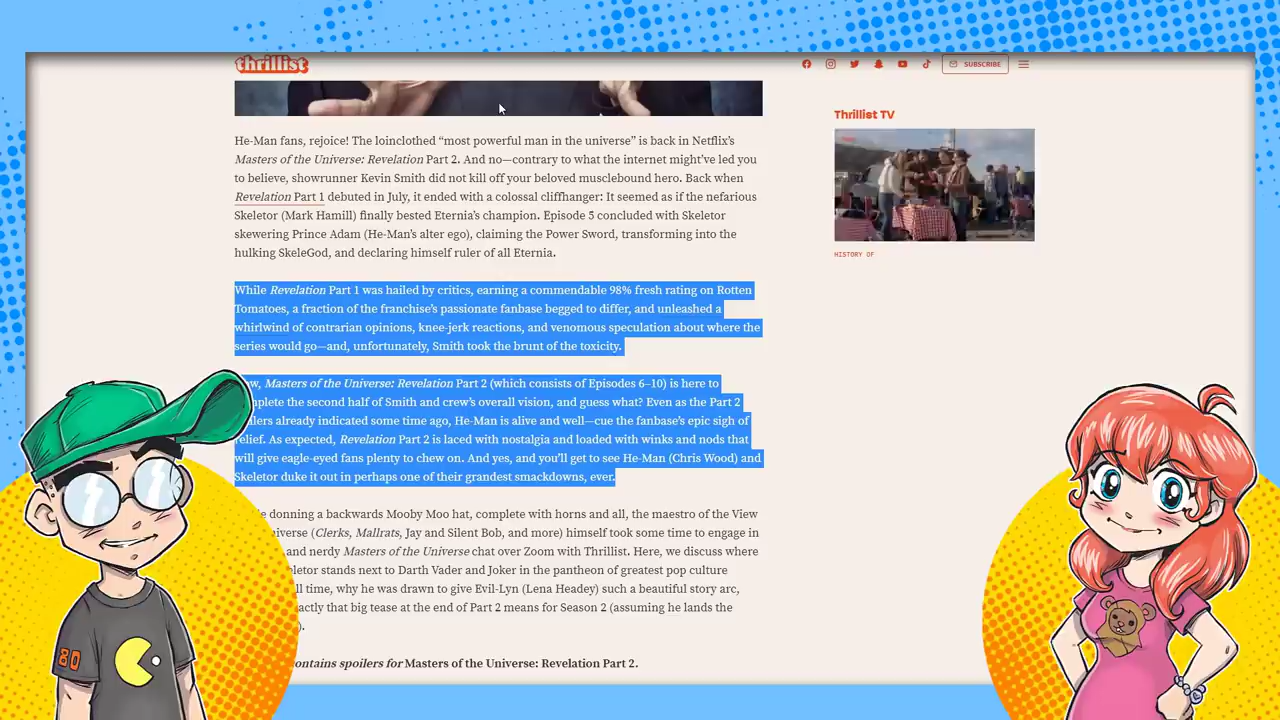 thrillist
SUBSCRIBE
He-Man fans, rejoice! The loinclothed “most powerful man in the universe” is back in Netflix’s
Masters of the Universe: Revelation Part 2. And no—contrary to what the internet might’ve led you
to believe, showrunner Kevin Smith did not kill off your beloved musclebound hero. Back when
Revelation Part 1 debuted in July, it ended with a colossal cliffhanger: It seemed as if the nefarious
Skeletor (Mark Hamill) finally bested Eternia’s champion. Episode 5 concluded with Skeletor
skewering Prince Adam (He-Man’s alter ego), claiming the Power Sword, transforming into the
hulking SkeleGod, and declaring himself ruler of all Eternia.
While Revelation Part 1 was hailed by critics, earning a commendable 98% fresh rating on Rotten
Tomatoes, a fraction of the franchise’s passionate fanbase begged to differ, and unleashed a
whirlwind of contrarian opinions, knee-jerk reactions, and venomous speculation about where the
series would go—and, unfortunately, Smith took the brunt of the toxicity.
Masters of the Universe: Revelation Part 2 (which consists of Episodes 6–10) is here to
the second half of Smith and crew’s overall vision, and guess what? Even as the Part 2
already indicated some time ago, He-Man is alive and well—cue the fanbase’s epic sigh of
relief. As expected, Revelation Part 2 is laced with nostalgia and loaded with winks and nods that
will give eagle-eyed fans plenty to chew on. And yes, and you’ll get to see He-Man (Chris Wood) and
Skeletor duke it out in perhaps one of their grandest smackdowns, ever.
donning a backwards Mooby Moo hat, complete with horns and all, the maestro of the View
(Clerks, Mallrats, Jay and Silent Bob, and more) himself took some time to engage in
and nerdy Masters of the Universe chat over Zoom with Thrillist. Here, we discuss where
stands next to Darth Vader and Joker in the pantheon of greatest pop culture
time, why he was drawn to give Evil-Lyn (Lena Headey) such a beautiful story arc,
that big tease at the end of Part 2 means for Season 2 (assuming he lands the
contains spoilers for Masters of the Universe: Revelation Part 2.
Thrillist TV
HISTORY OF
80